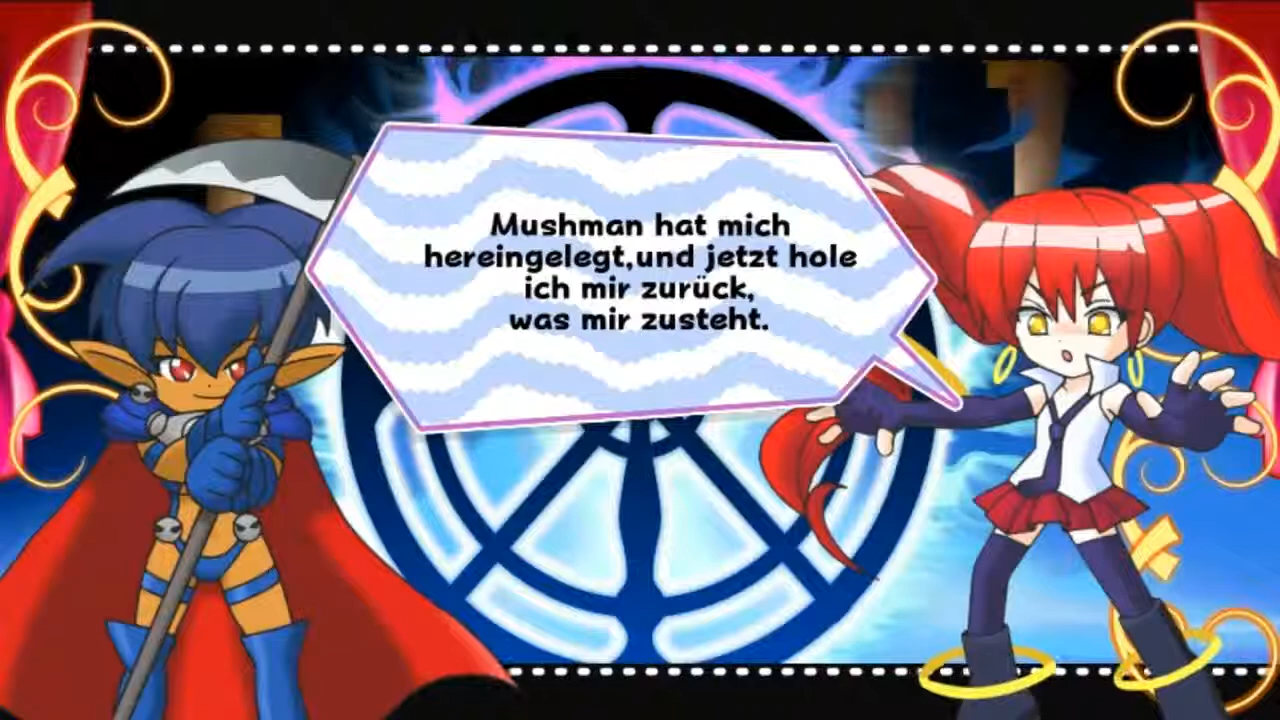 Mushman hat mich
hereingelegt,und jetzt hole
ich mir zurück,
was mir zusteht.